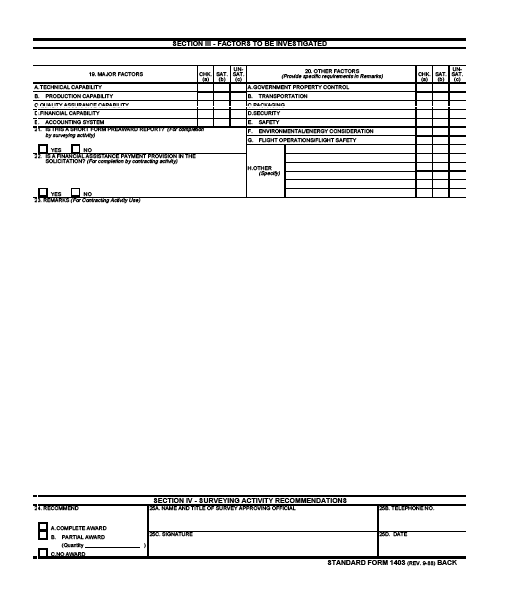 SECTION III - FACTORS TO BE INVESTIGATED
19. MAJOR FACTORS
CHK. (a)
SAT. (b)
UN-SAT. (c)
20. OTHER FACTORS
(Provide specific requirements in Remarks)
CHK. (a)
SAT. (b)
UN-SAT. (c)
A.TECHNICAL CAPABILITY
A.GOVERNMENT PROPERTY CONTROL
B. PRODUCTION CAPABILITY
B. TRANSPORTATION
C.QUALITY ASSURANCE CAPABILITY
C.PACKAGING
D.FINANCIAL CAPABILITY
D.SECURITY
E. ACCOUNTING SYSTEM
E. SAFETY
21. IS THIS A SHORT FORM PREAWARD REPORT? (For completion
by surveying activity)
YES NO
F. ENVIRONMENTAL/ENERGY CONSIDERATION
G. FLIGHT OPERATIONS/FLIGHT SAFETY
22. IS A FINANCIAL ASSISTANCE PAYMENT PROVISION IN THE
SOLICITATION? (For completion by contracting activity)
YES NO
H.OTHER
(Specify)
23. REMARKS (For Contracting Activity Use)
SECTION IV - SURVEYING ACTIVITY RECOMMENDATIONS
24. RECOMMEND
A.COMPLETE AWARD
B. PARTIAL AWARD
(Quantity )
C.NO AWARD
25A. NAME AND TITLE OF SURVEY APPROVING OFFICIAL
25B. TELEPHONE NO.
25C. SIGNATURE
25D. DATE
STANDARD FORM 1403 (REV. 9-88) BACK